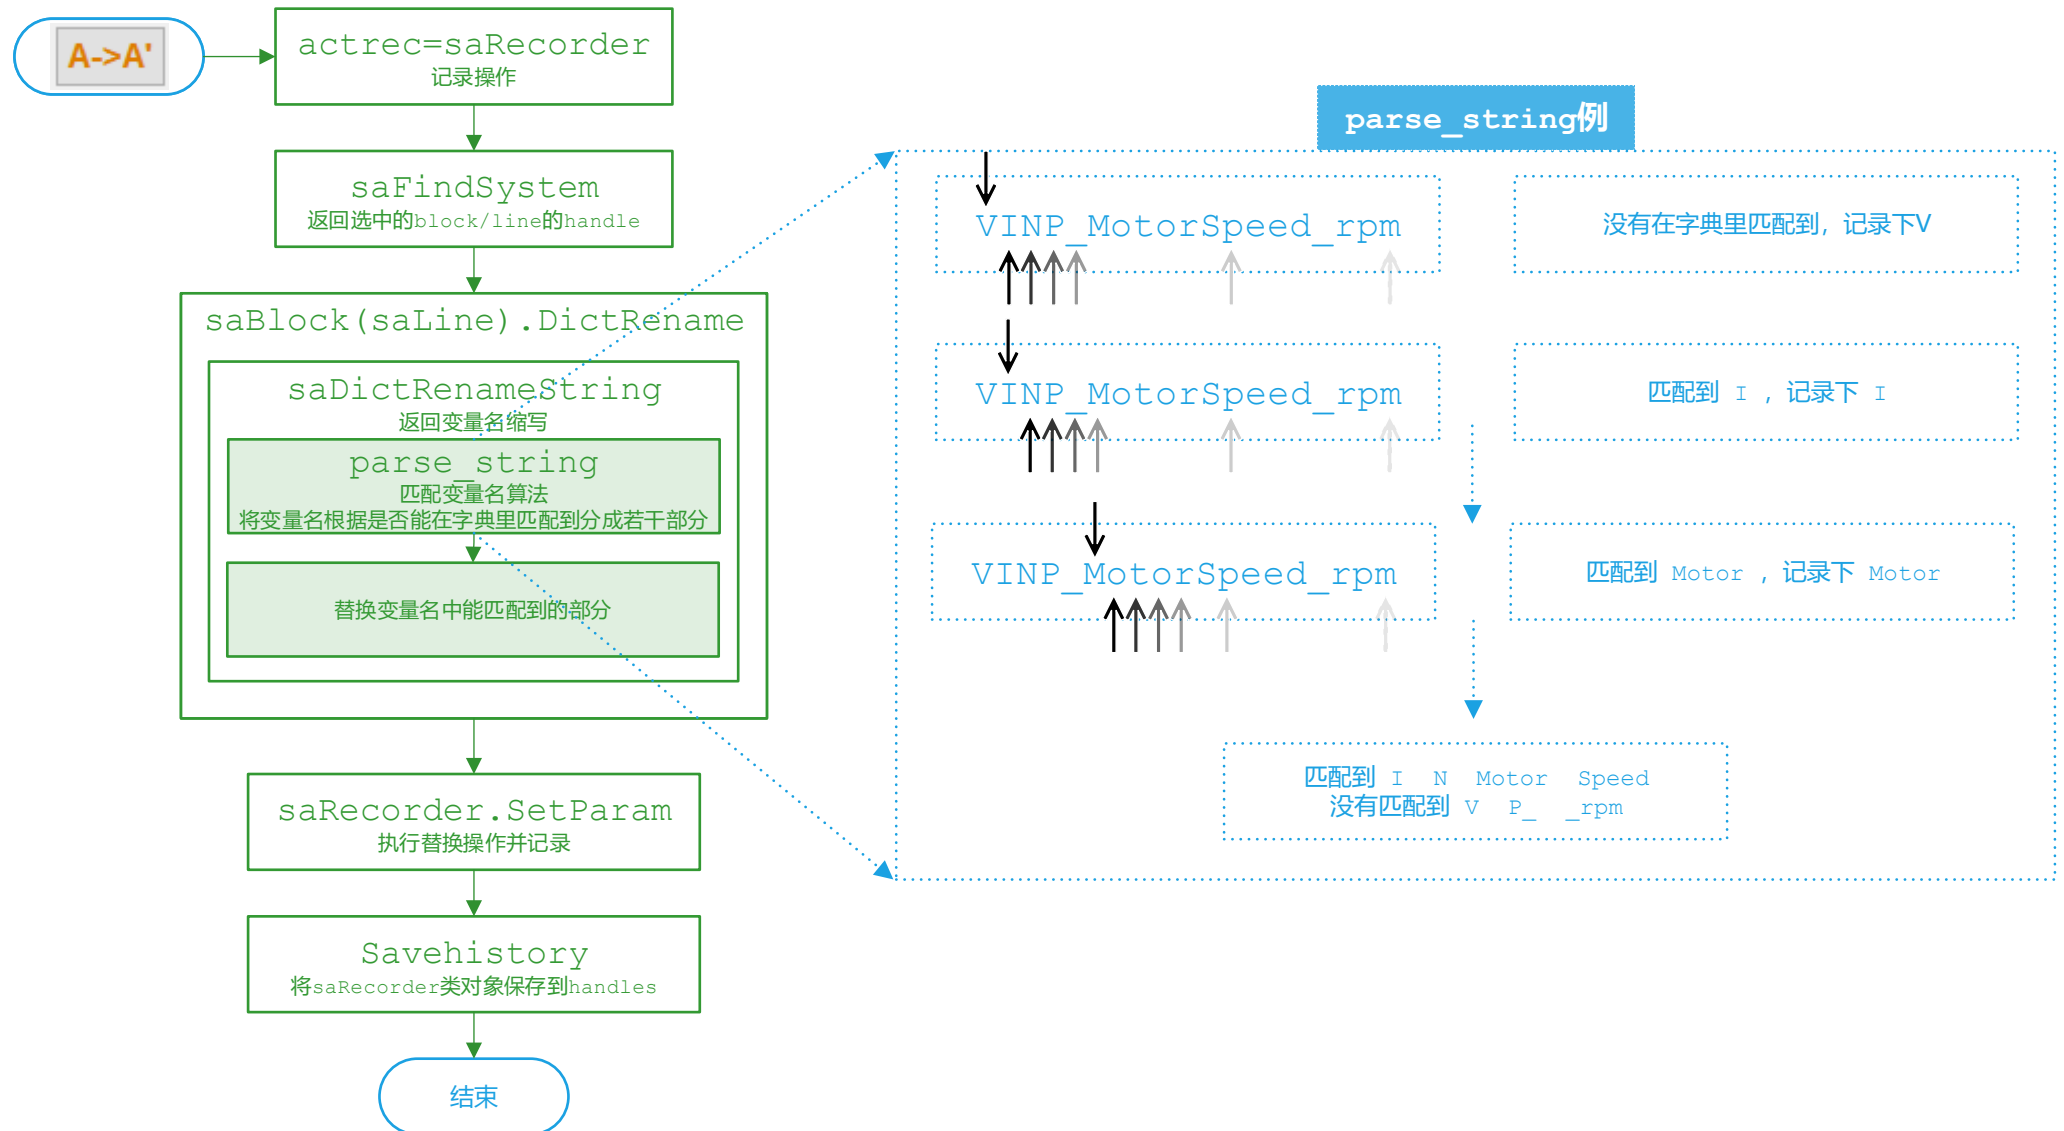 A->A'
actrec=saRecorder
记录操作
saFindSystem
返回选中的block/line的handle
saBlock(saLine).DictRename
saDictRenameString
返回变量名缩写
parse_string
匹配变量名算法
将变量名根据是否能在字典里匹配到分成若干部分
替换变量名中能匹配到的部分
saRecorder.SetParam
执行替换操作并记录
Savehistory
将saRecorder类对象保存到handles
结束
parse_string例
VINP_MotorSpeed_rpm
没有在字典里匹配到，记录下V
VINP_MotorSpeed_rpm
匹配到 I ，记录下 I
VINP_MotorSpeed_rpm
匹配到 Motor ，记录下 Motor
匹配到 I N Motor Speed
没有匹配到 V P_ _rpm